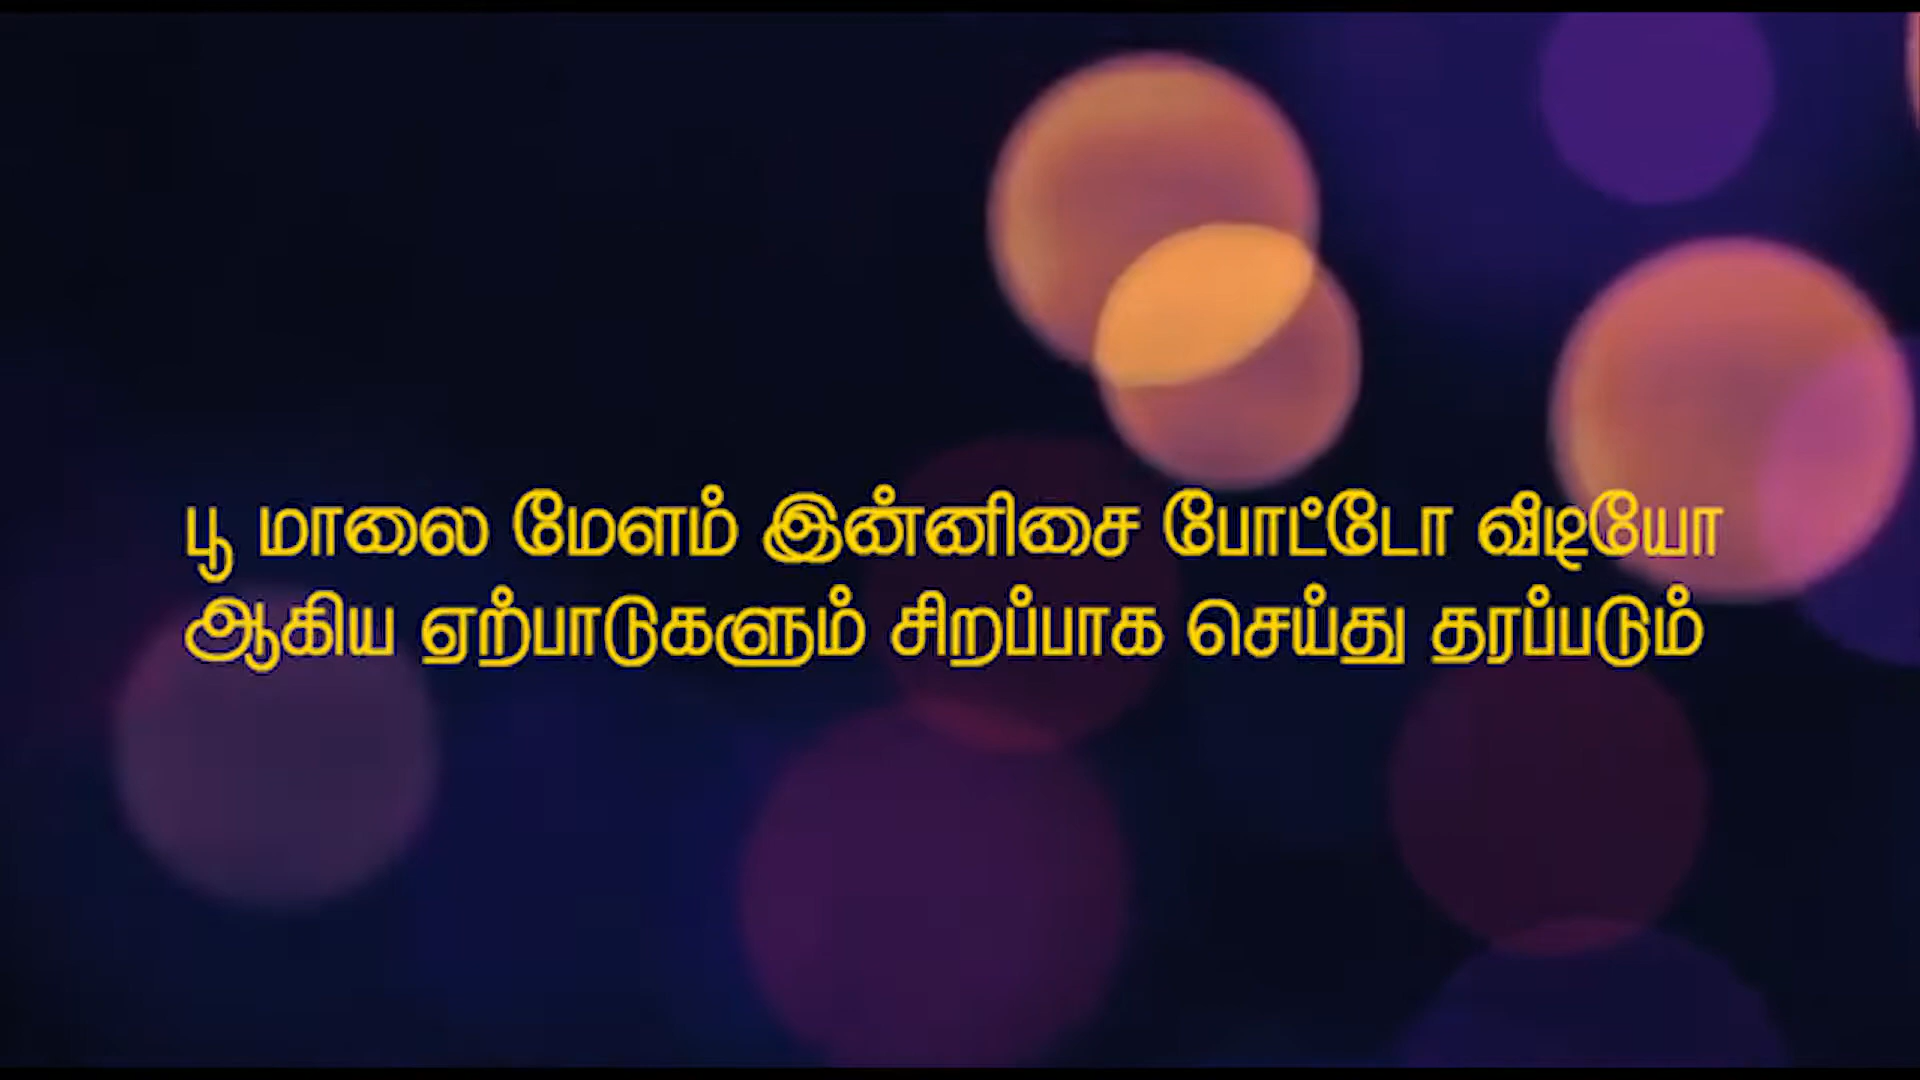 பூ மாலை மேளம் இன்னிசை போட்டோ வீடியோ
ஆகிய ஏற்பாடுகளும் சிறப்பாக செய்து தரப்படும்